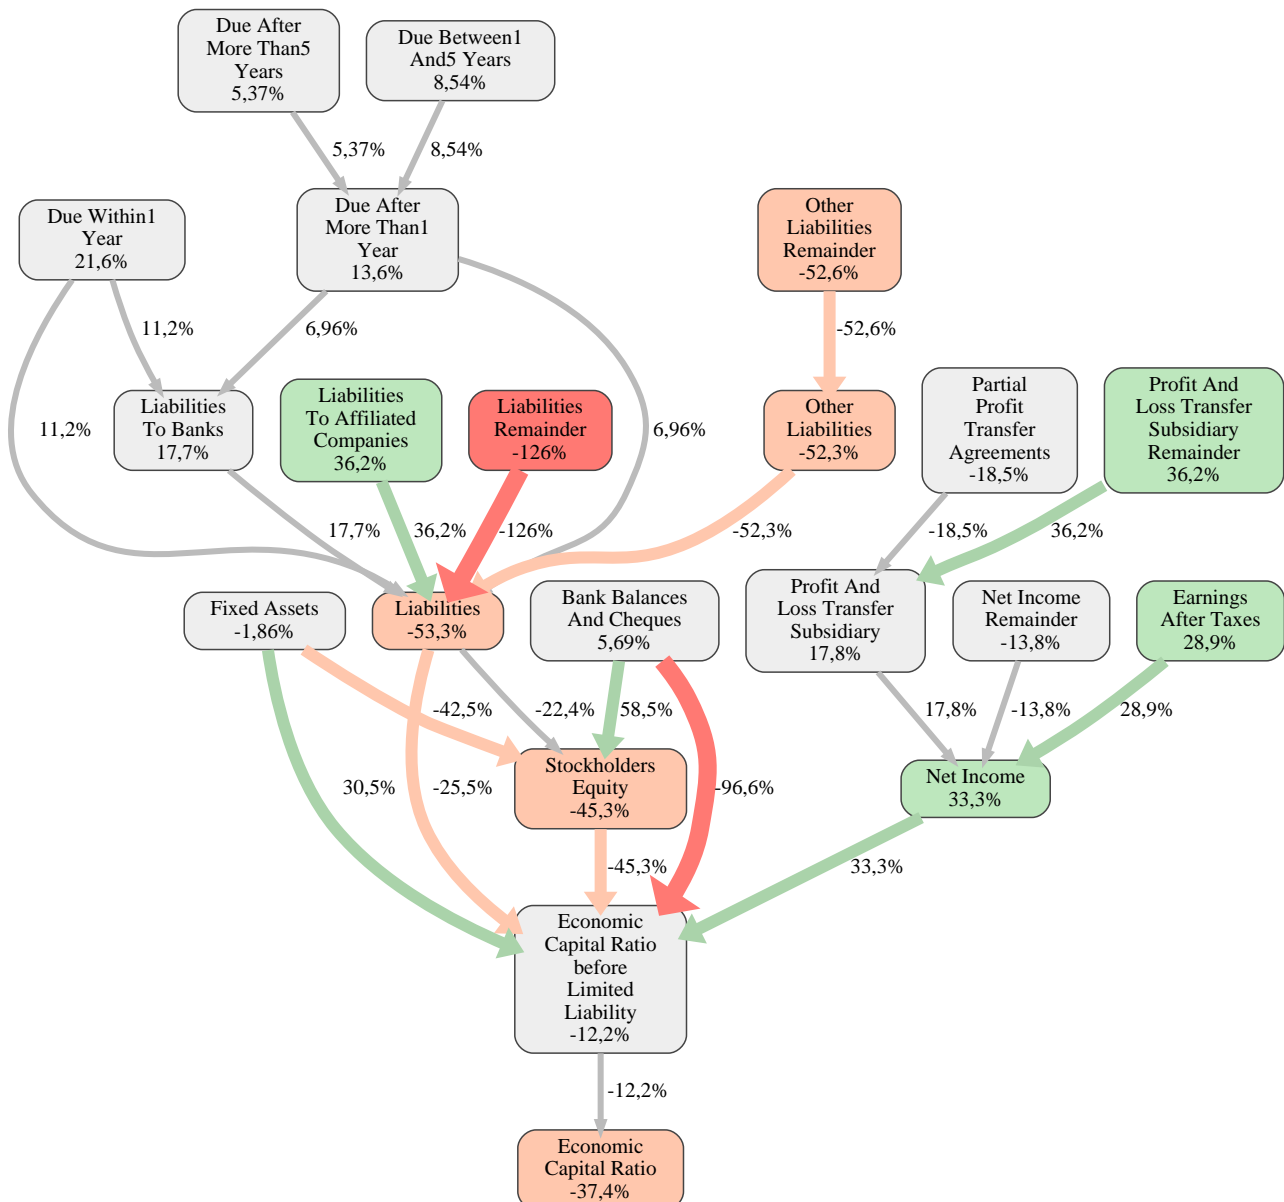 Due After
More Than5
Years
5,37%
Due Between1
And5 Years
8,54%
5,37%
8,54%
Due Within1
Year
21,6%
Due After
More Than1
Year
13,6%
Other
Liabilities
Remainder
-52,6%
11,2%
6,96%
-52,6%
Liabilities
To Banks
17,7%
Liabilities
To Affiliated
Companies
36,2%
Liabilities
Remainder
-126%
Other
Liabilities
-52,3%
Partial
Profit
Transfer
Agreements
-18,5%
Profit And
Loss Transfer
Subsidiary
Remainder
36,2%
11,2%
6,96%
17,7%
36,2%
-126%
-52,3%
-18,5%
36,2%
Fixed Assets
-1,86%
Liabilities
-53,3%
Bank Balances
And Cheques
5,69%
Profit And
Loss Transfer
Subsidiary
17,8%
Net Income
Remainder
-13,8%
Earnings
After Taxes
28,9%
-42,5%
-22,4%
58,5%
17,8%
-13,8%
28,9%
Stockholders
Equity
-45,3%
Net Income
33,3%
30,5%
-25,5%
-96,6%
-45,3%
33,3%
Economic
Capital Ratio
before
Limited
Liability
-12,2%
-12,2%
Economic
Capital Ratio
-37,4%